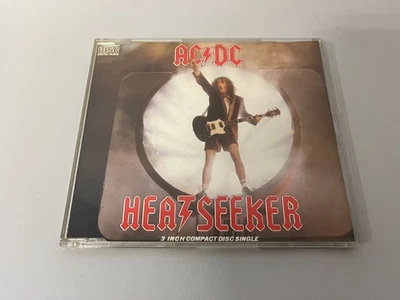 AC/DC
HEATSEEKER
3 INCH COMPACT DISC SINGLE